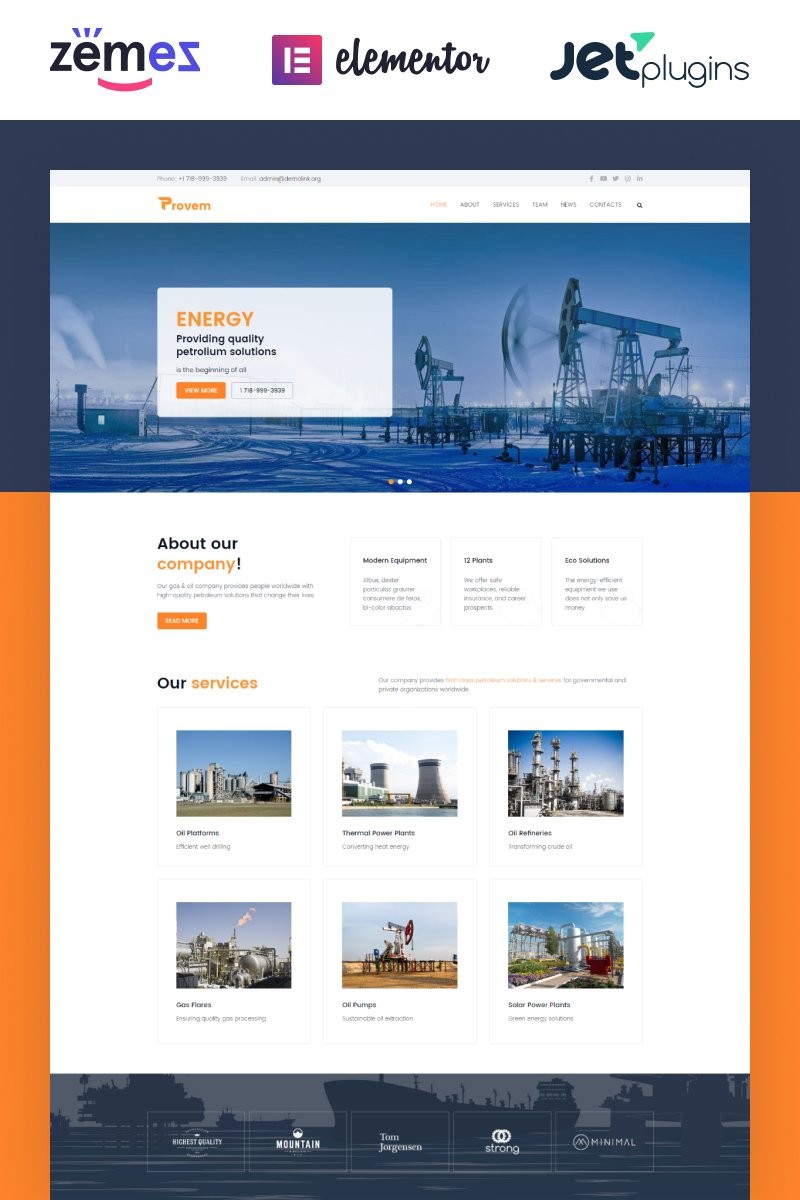 zemez
elementor
Jetplugins
Phone: +1 718-999-3939 Email: admin@demolink.org
Provem
HOME ABOUT SERVICES TEAM NEWS CONTACTS
ENERGY
Providing quality
petrolium solutions
is the beginning of all
VIEW MORE 1 718-999-3939
About our
company!
Our gas & oil company provides people worldwide with
high-quality petroleum solutions that change their lives
READ MORE
Modern Equipment
Albus, dexter
particulas grauiter
consumere de ferox,
bi-color abactus
12 Plants
We offer safe
workplaces, reliable
insurance, and career
prospects.
Eco Solutions
The energy-efficient
equipment we use
does not only save us
money
Our services
Our company provides first-class petroleum solutions & services for governmental and
private organizations worldwide
Oil Platforms
Efficient well drilling
Thermal Power Plants
Converting heat energy
Oil Refineries
Transforming crude oil
Gas Flares
Ensuring quality gas processing
Oil Pumps
Sustainable oil extraction
Solar Power Plants
Green energy solutions
HIGHEST QUALITY
MOUNTAIN
Tom
Jorgensen
strong
MINIMAL